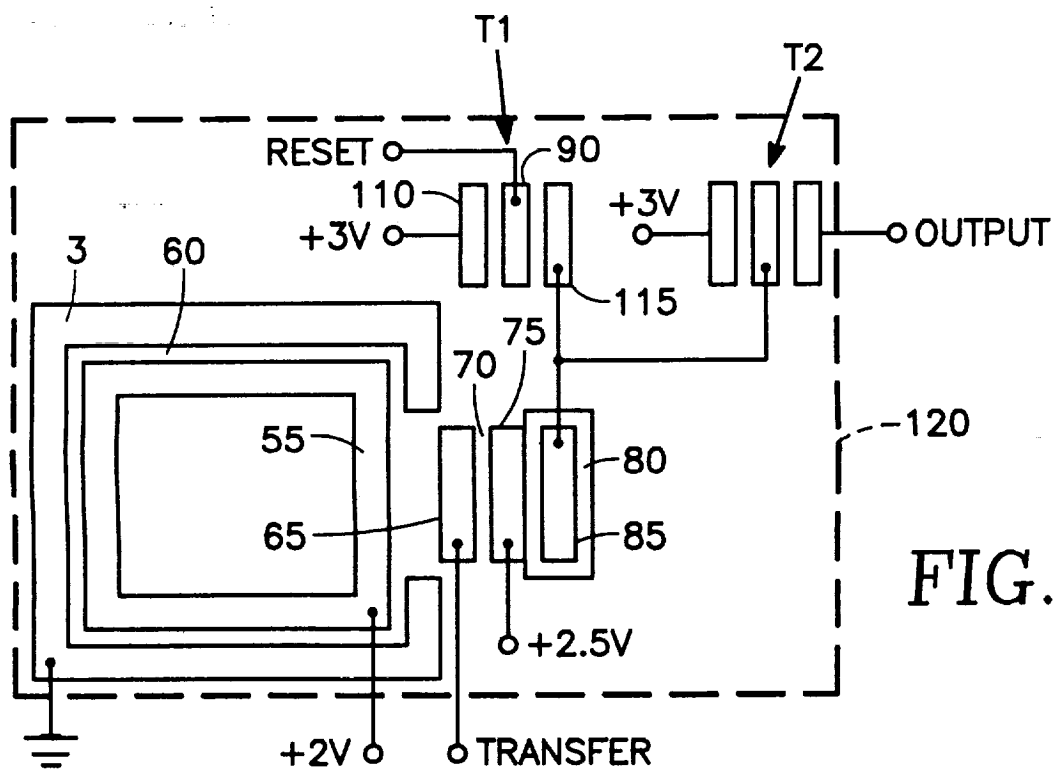 T1
T2
RESET
90
110
+3V
+3V
OUTPUT
3
60
115
75
70
55
80
120
65
85
FIG.
+2.5V
+2V
TRANSFER